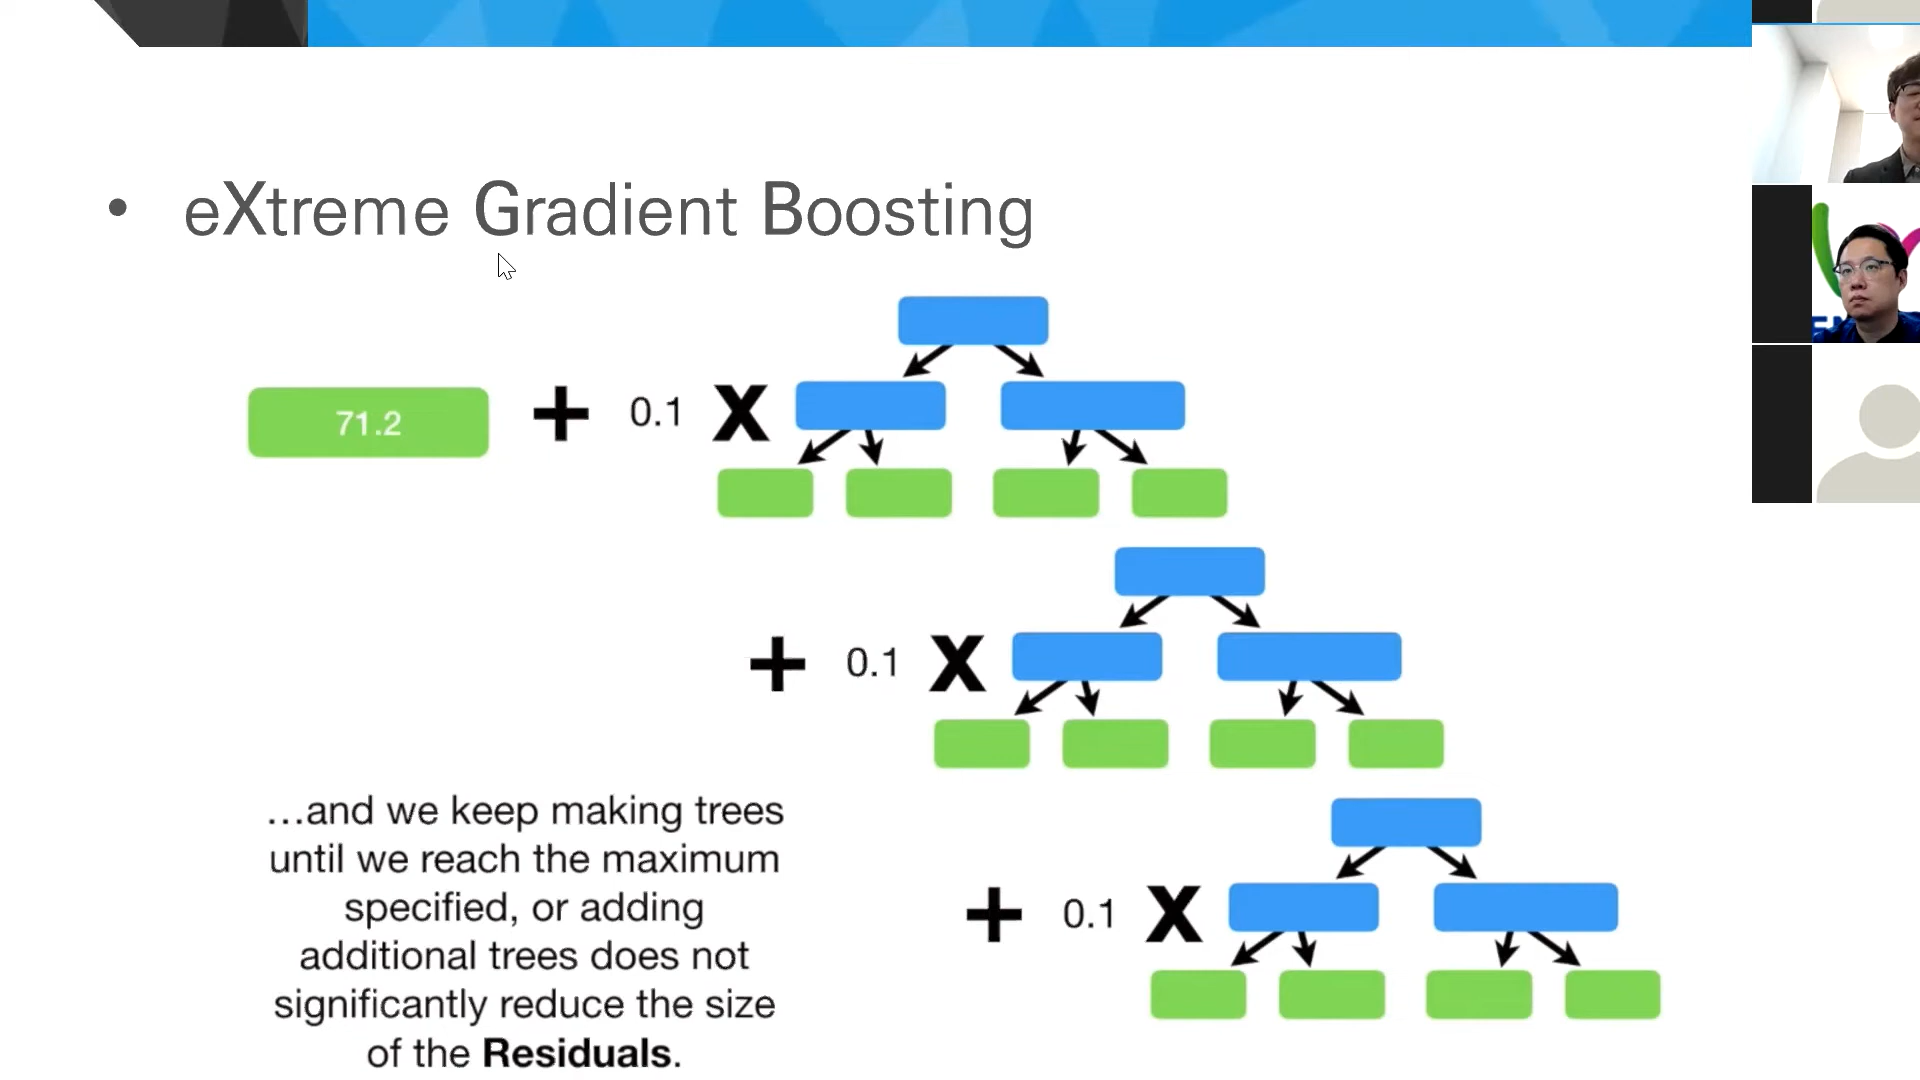 • eXtreme Gradient Boosting
71.2 + 0.1 X
+ 0.1 X
+ 0.1 X
...and we keep making trees
until we reach the maximum
specified, or adding
additional trees does not
significantly reduce the size
of the Residuals.